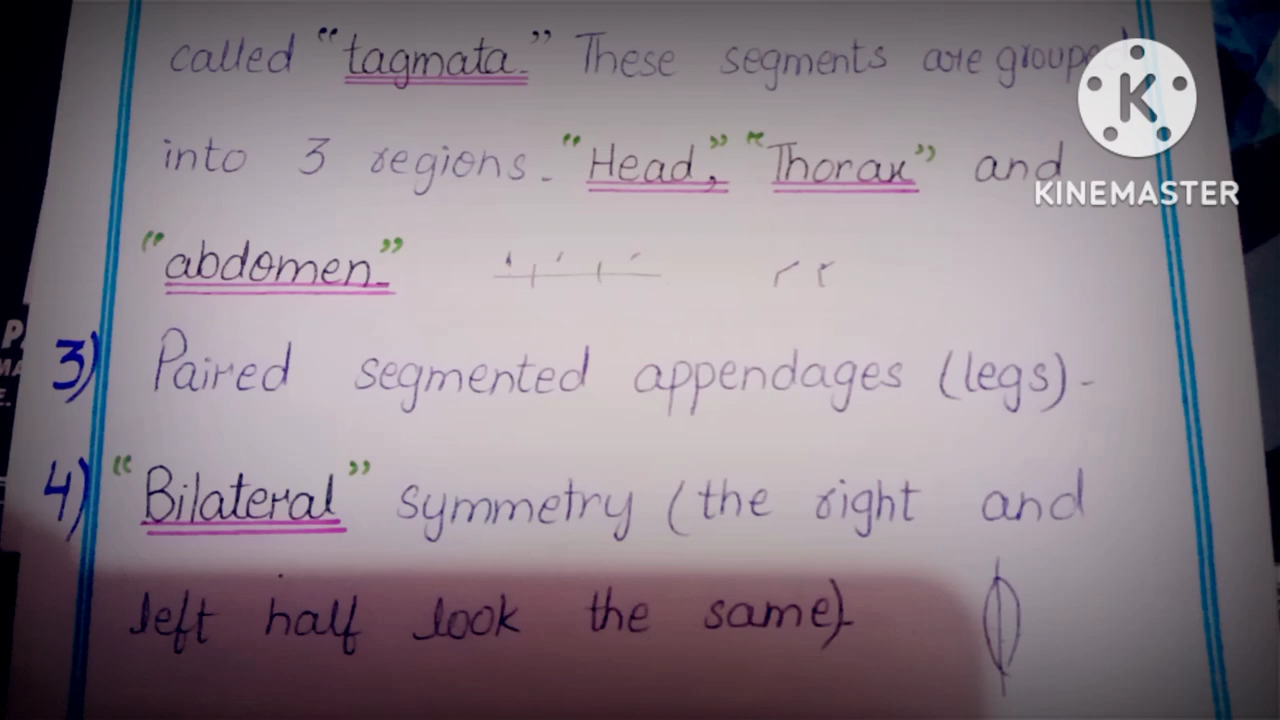 called "tagmata." These segments are grouped
into 3 regions. "Head," "Thorax" and
"abdomen."
3) Paired segmented appendages (legs).
4) "Bilateral" symmetry (the right and
left half look the same).
K
KINEMASTER